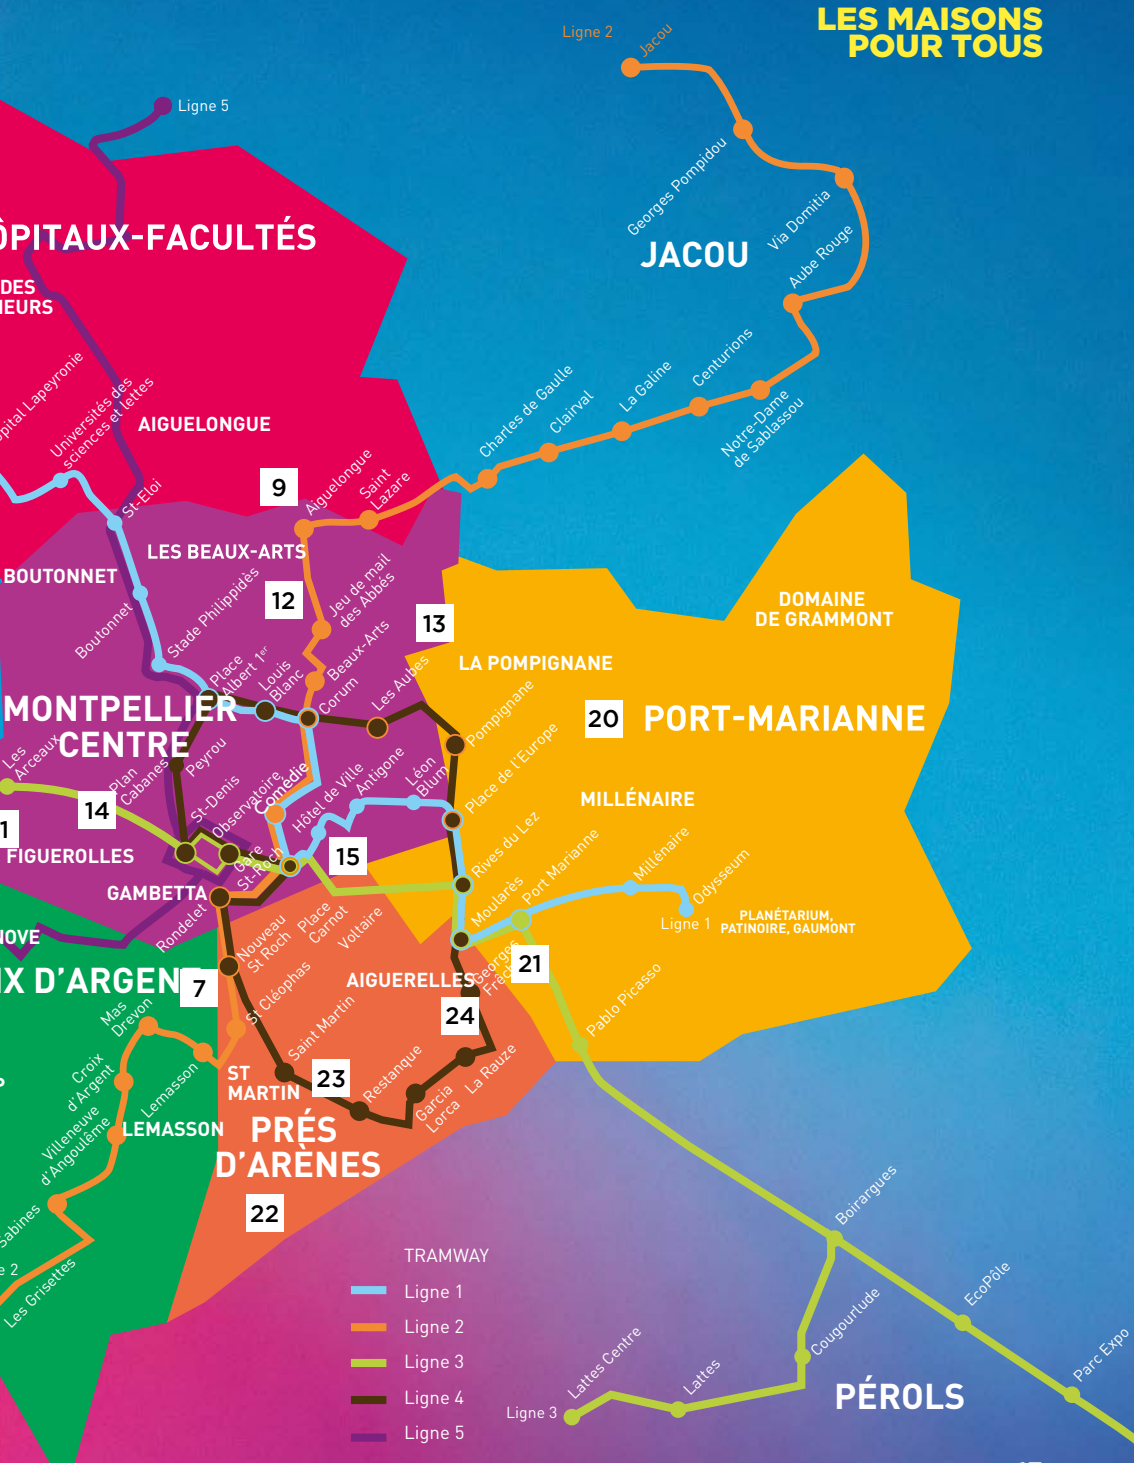 LES MAISONS
POUR TOUS
Ligne 2
Jacou
Ligne 5
Georges Pompidou
Via Domitia
Aube Rouge
ÔPITAUX-FACULTÉS
JACOU
DES
IEURS
pital Lapeyronie
Universités des
sciences et lettes
AIGUELONGUE
Centurions
La Galine
Charles de Gaulle
Clairval
Notre-Dame
de Sablassou
9
Aiguelongue
Saint
Lazare
St-Eloi
LES BEAUX-ARTS
BOUTONNET
Boutonnet
Stade Philippidès
12
Jeu de mail
des Abbés
13
DOMAINE
DE GRAMMONT
Beaux-Arts
LA POMPIGNANE
Place
Albert 1er
Louis
Blanc
Corum
Les Aubes
Pompignane
MONTPELLIER
CENTRE
20
PORT-MARIANNE
Les
Arceaux
Plan
Cabanes
Peyrou
St-Denis
Observatoire
Comédie
Hôtel de Ville
Antigone
Léon
Blum
Place de l'Europe
MILLÉNAIRE
14
1
FIGUEROLLES
Gare
St-Roch
15
Rives du Lez
Moularès
Port Marianne
Millénaire
Odysseum
GAMBETTA
Rondelet
Nouveau
St Roch
Place
Carnot
Voltaire
Ligne 1
PLANÉTARIUM,
PATINOIRE, GAUMONT
NOVE
IX D'ARGENT
7
St Cléophas
AIGUERELLES
Georges
Frêch
21
Pablo Picasso
Mas
Drevon
Saint Martin
24
Croix
d'Argent
Lemasson
ST
MARTIN
23
Restanque
Garcia
Lorca
La Rauze
Villeneuve
d'Angoulême
LEMASSON
PRÉS
D'ARÈNES
Sabines
22
e 2
Les Grisettes
Boirargues
EcoPôle
Cougourlude
Parc Expo
Lattes Centre
Lattes
Ligne 3
PÉROLS
TRAMWAY
Ligne 1
Ligne 2
Ligne 3
Ligne 4
Ligne 5